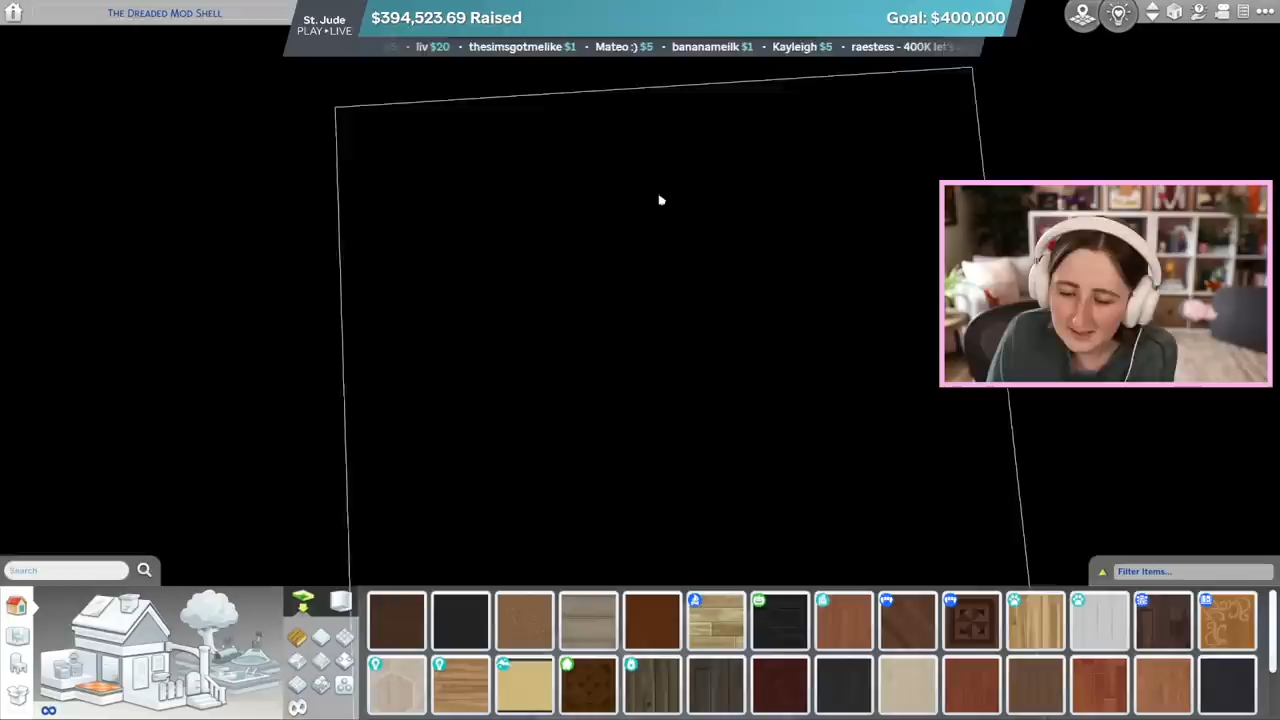 THE DREADED MOD SHELL
St. Jude
PLAY LIVE
$394,523.69 Raised
Goal: $400,000
liv $20 • thesimsgotmelike $1 • Mateo :) $5 • bananameilk $1 • Kayleigh $5 • raestess - 400K let's
Search
Filter Items...